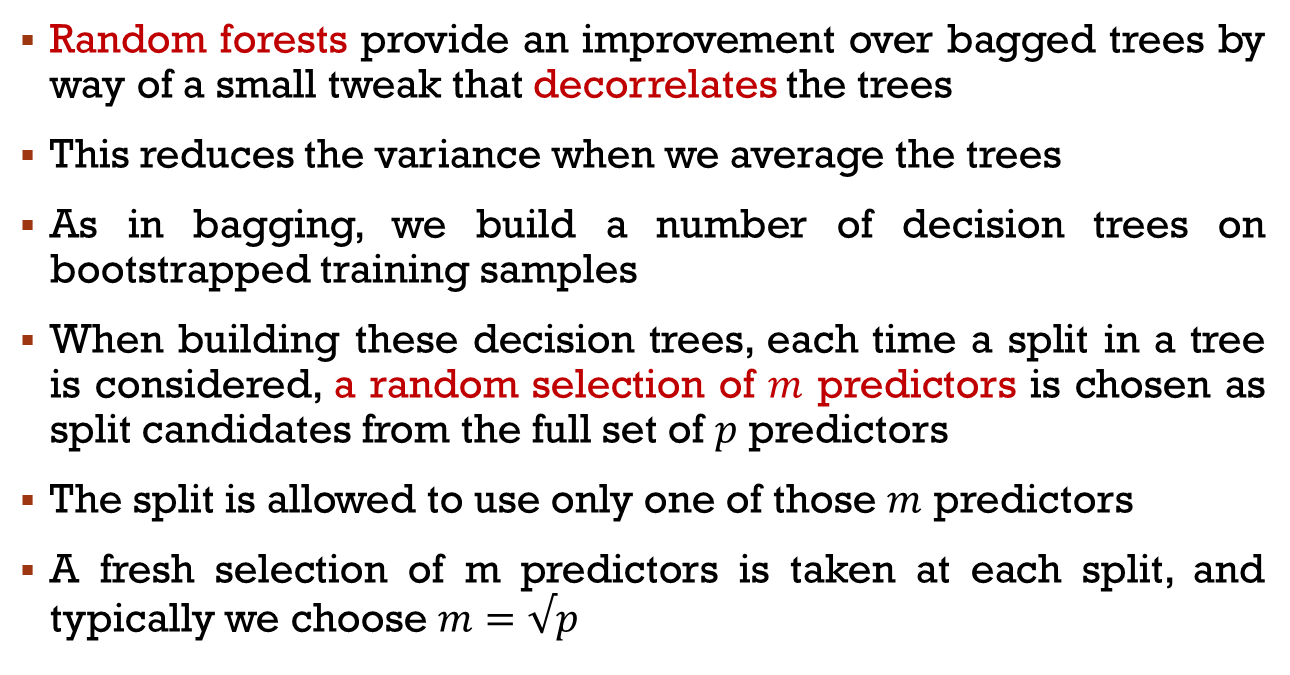 ▪ Random forests provide an improvement over bagged trees by
way of a small tweak that decorrelates the trees
▪ This reduces the variance when we average the trees
▪ As in bagging, we build a number of decision trees on
bootstrapped training samples
▪ When building these decision trees, each time a split in a tree
is considered, a random selection of m predictors is chosen as
split candidates from the full set of p predictors
▪ The split is allowed to use only one of those m predictors
▪ A fresh selection of m predictors is taken at each split, and
typically we choose m = √p